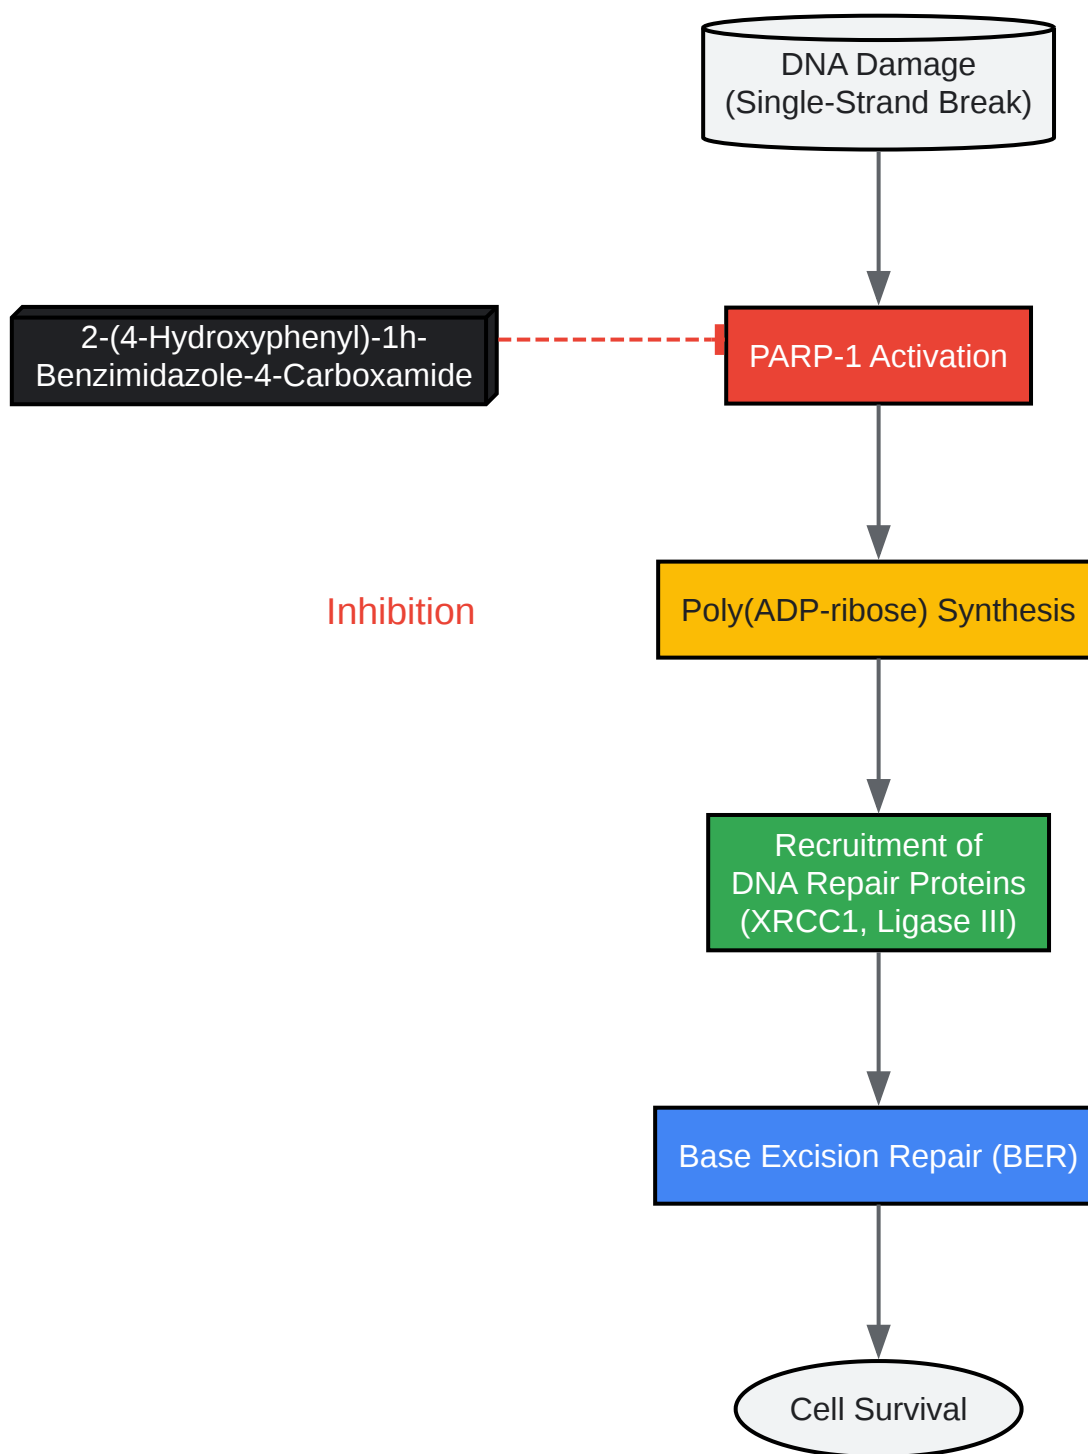 DNA Damage
(Single-Strand Break)
2-(4-Hydroxyphenyl)-1h-
Benzimidazole-4-Carboxamide
PARP-1 Activation
Inhibition
Poly(ADP-ribose) Synthesis
Recruitment of
DNA Repair Proteins
(XRCC1, Ligase III)
Base Excision Repair (BER)
Cell Survival